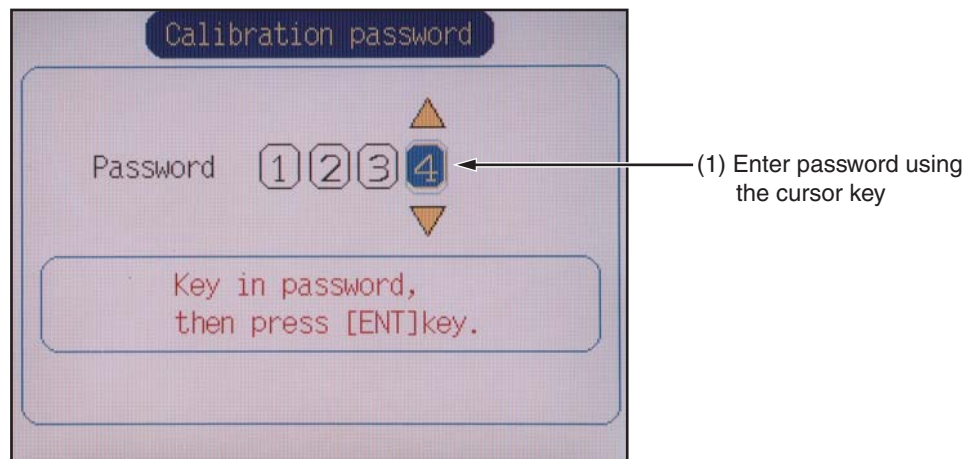 Calibration password
Password 1 2 3 4
(1) Enter password using
the cursor key
Key in password,
then press [ENT]key.